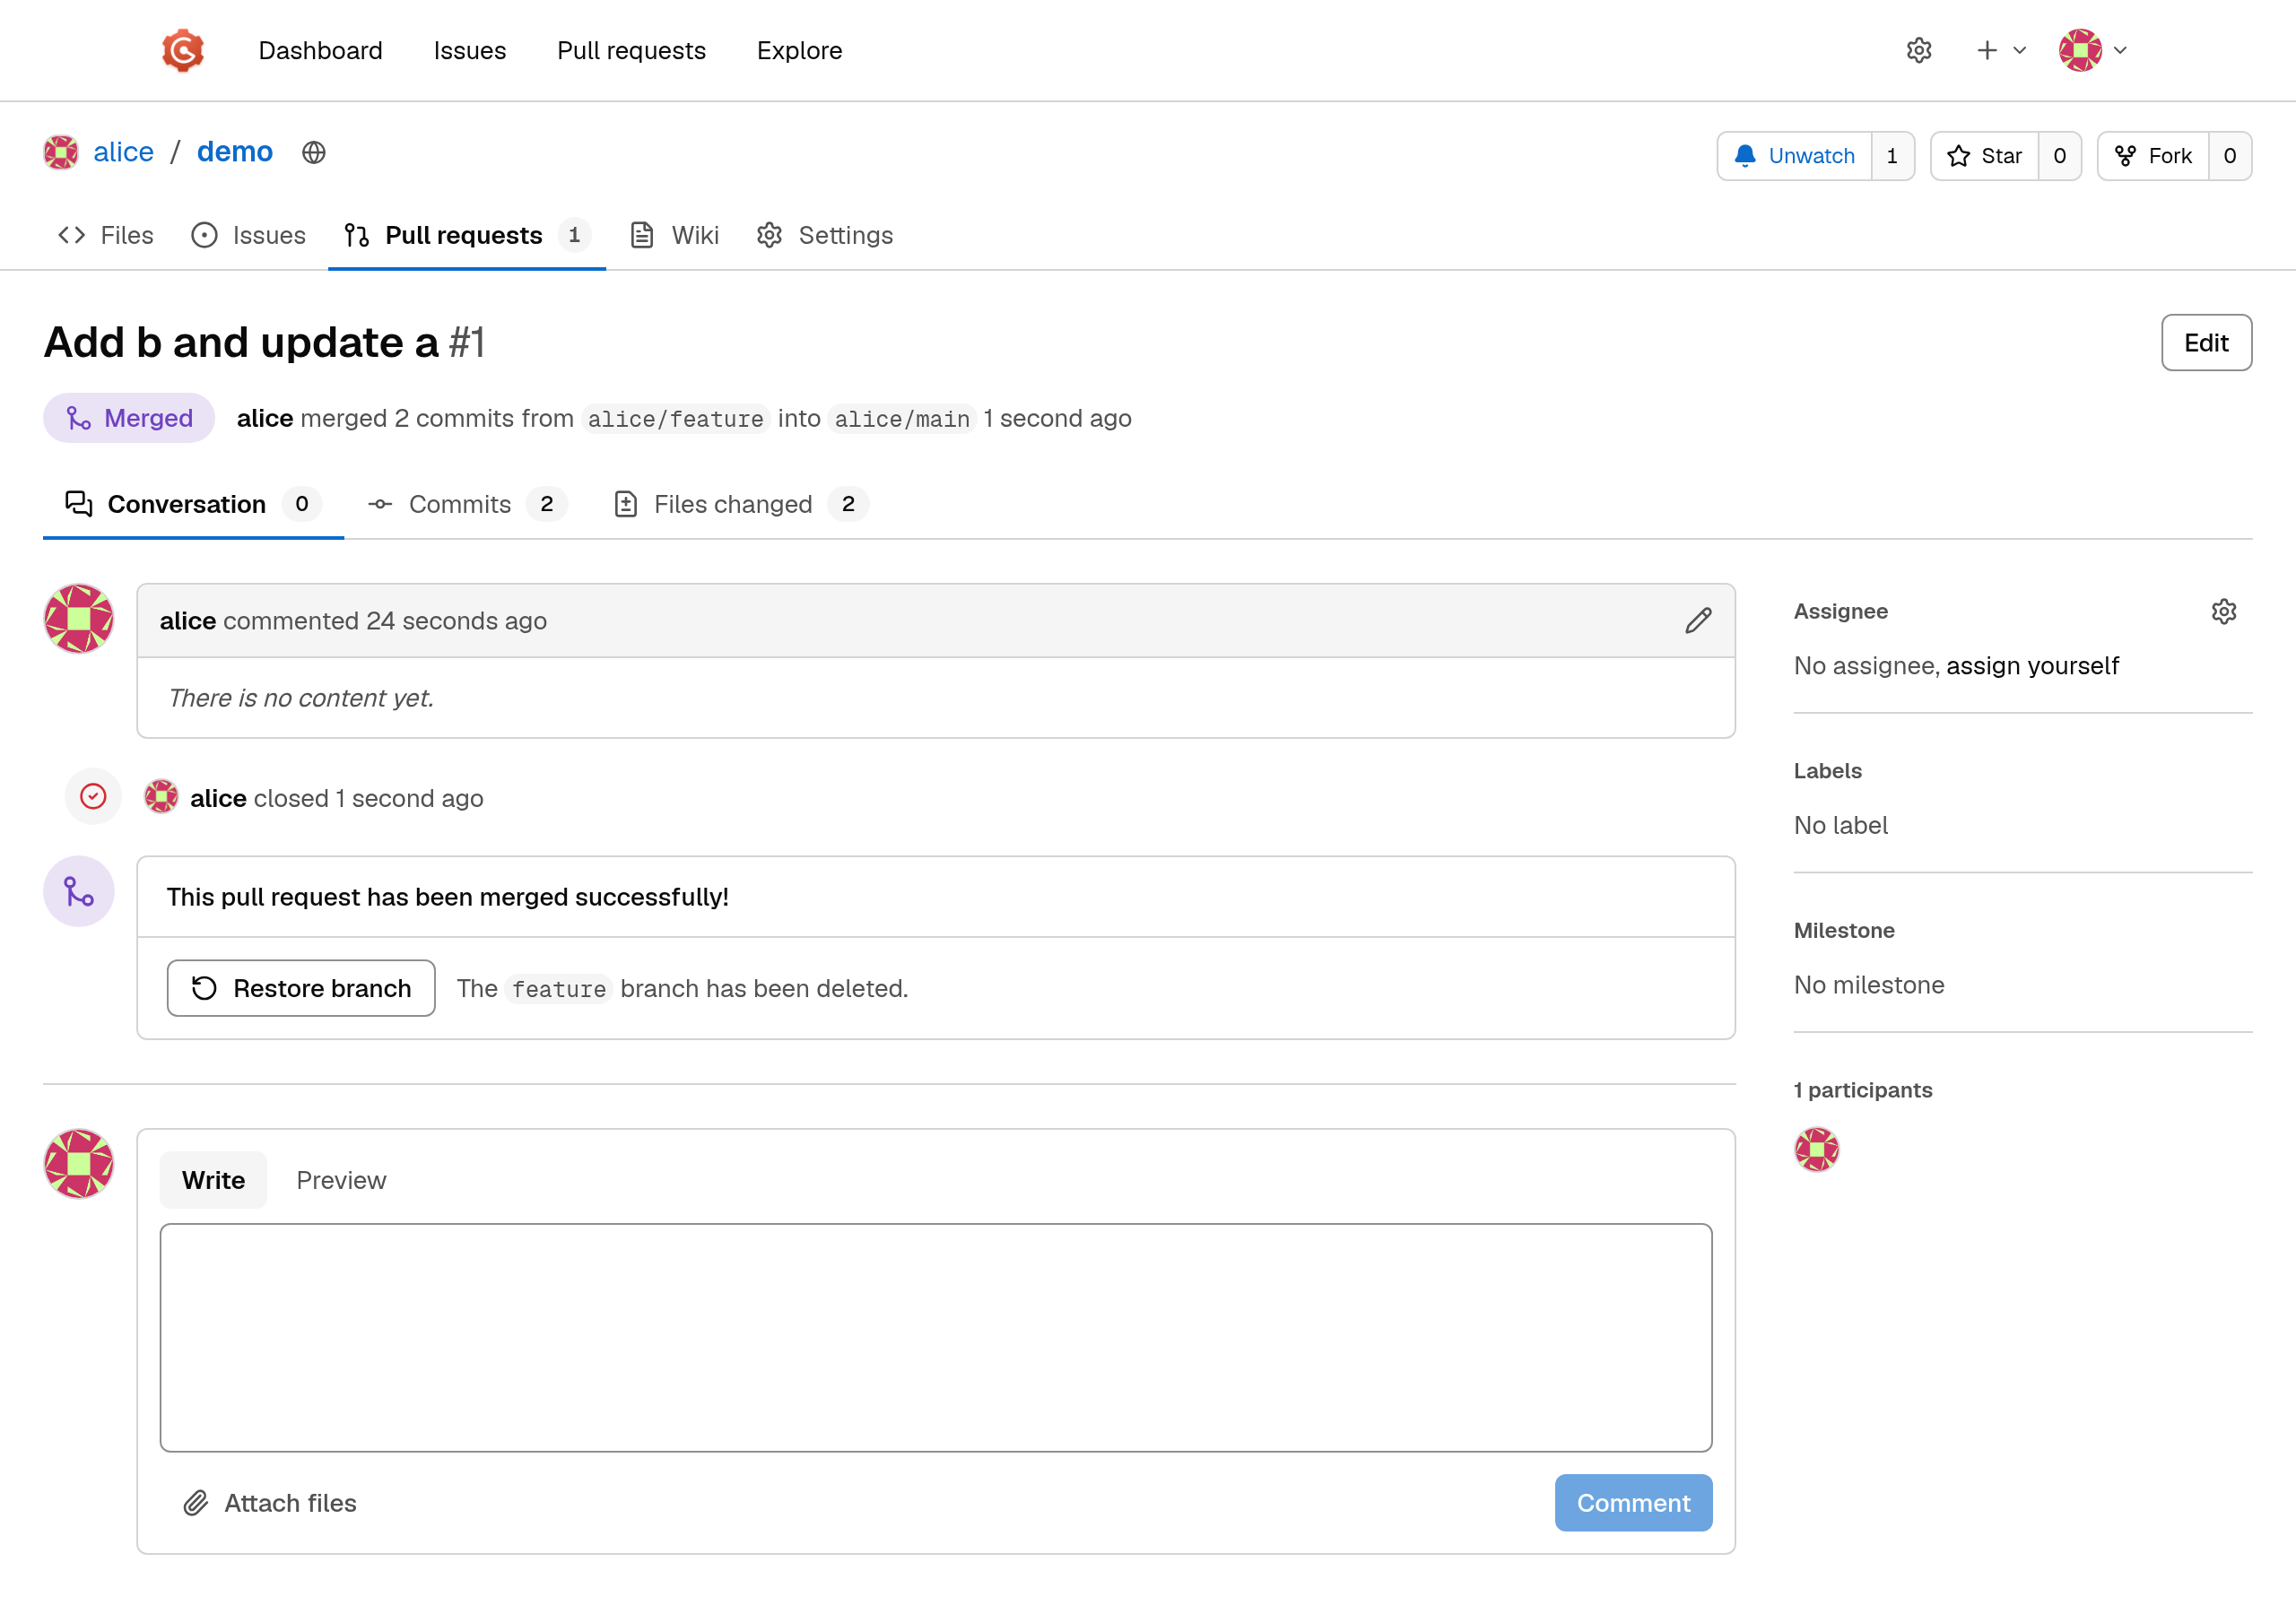 Dashboard Issues Pull requests Explore
alice / demo
Unwatch 1 Star 0 Fork 0
Files Issues Pull requests 1 Wiki Settings
Add b and update a #1
Edit
Merged alice merged 2 commits from alice/feature into alice/main 1 second ago
Conversation 0 Commits 2 Files changed 2
alice commented 24 seconds ago
There is no content yet.
alice closed 1 second ago
This pull request has been merged successfully!
Restore branch The feature branch has been deleted.
Write Preview
Attach files
Comment
Assignee
No assignee, assign yourself
Labels
No label
Milestone
No milestone
1 participants